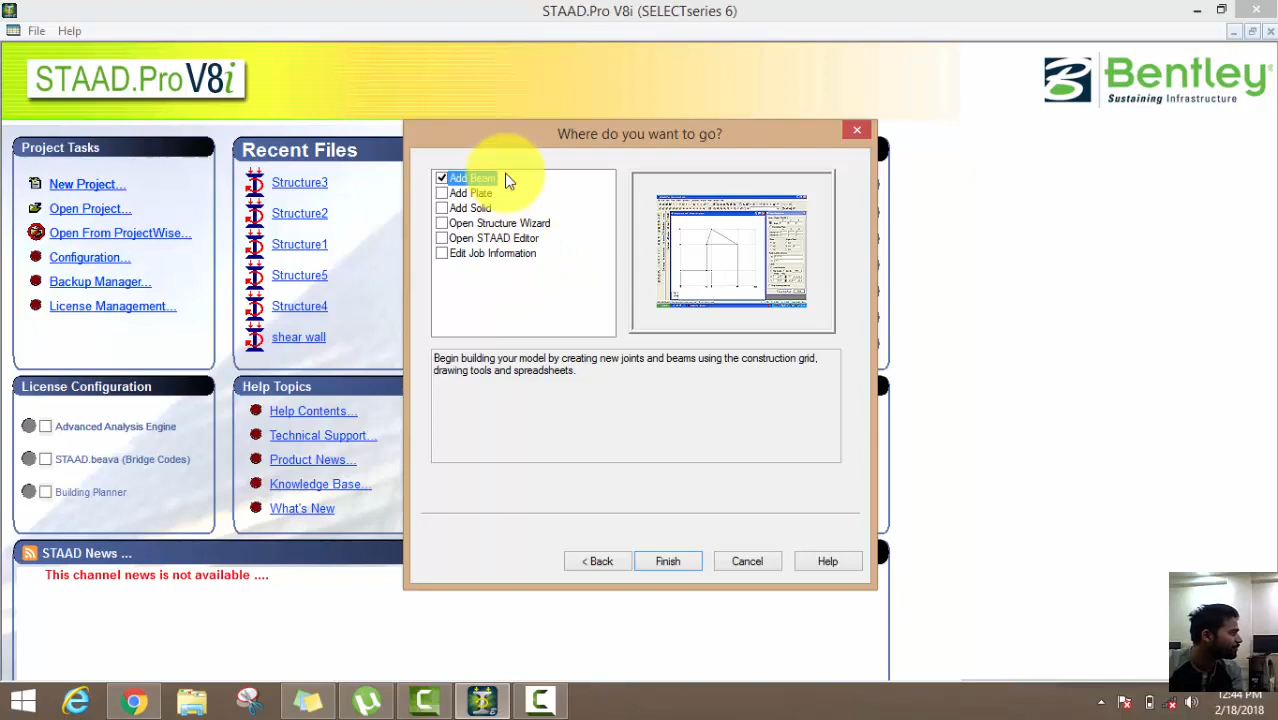 STAAD.Pro V8i (SELECTseries 6)
File Help
STAAD.Pro V8i
Bentley
Sustaining Infrastructure
Project Tasks
New Project...
Open Project...
Open From ProjectWise...
Configuration...
Backup Manager...
License Management...
Recent Files
Structure3
Structure2
Structure1
Structure5
Structure4
shear wall
Where do you want to go?
Add Beam
Add Plate
Add Solid
Open Structure Wizard
Open STAAD Editor
Edit Job Information
Begin building your model by creating new joints and beams using the construction grid,
drawing tools and spreadsheets.
< Back
Finish
Cancel
Help
License Configuration
Advanced Analysis Engine
STAAD.beava (Bridge Codes)
Building Planner
Help Topics
Help Contents...
Technical Support...
Product News...
Knowledge Base...
What's New
STAAD News ...
This channel news is not available ....
12:44 PM
2/18/2018